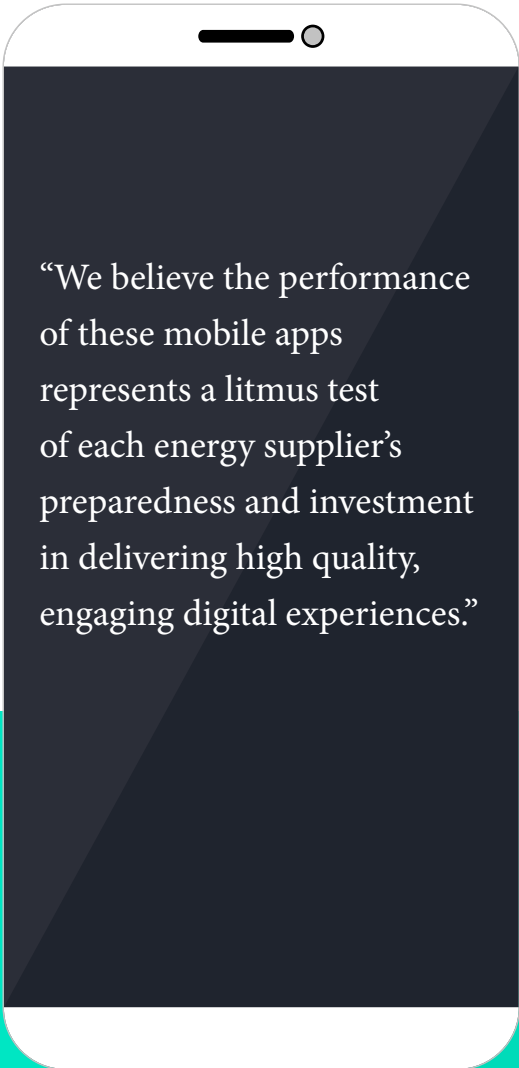 “We believe the performance
of these mobile apps
represents a litmus test
of each energy supplier’s
preparedness and investment
in delivering high quality,
engaging digital experiences.”